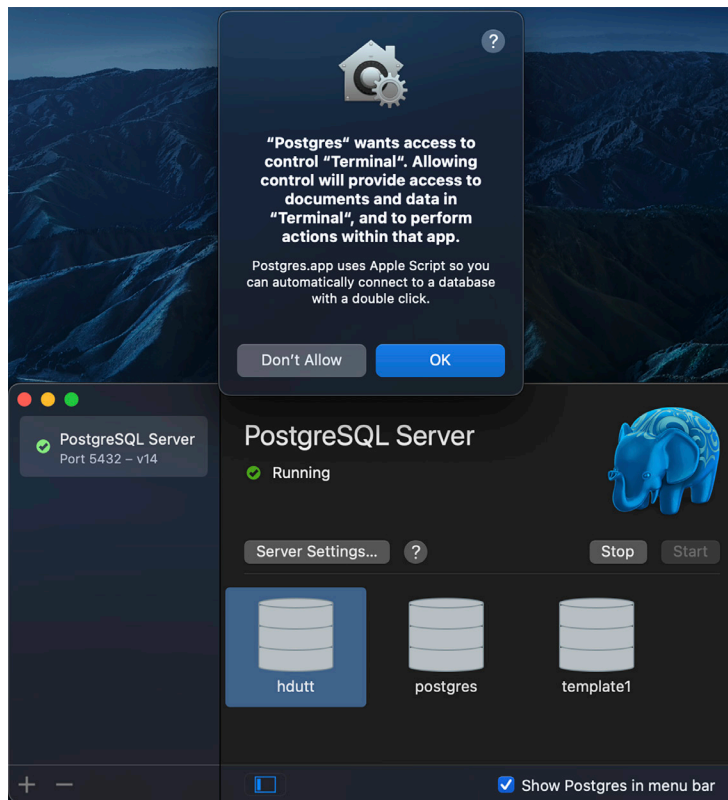 ?
“Postgres“ wants access to
control “Terminal“. Allowing
control will provide access to
documents and data in
“Terminal“, and to perform
actions within that app.
Postgres.app uses Apple Script so you
can automatically connect to a database
with a double click.
Don't Allow
OK
PostgreSQL Server
Port 5432 – v14
PostgreSQL Server
Running
Server Settings...
?
Stop
Start
hdutt
postgres
template1
Show Postgres in menu bar